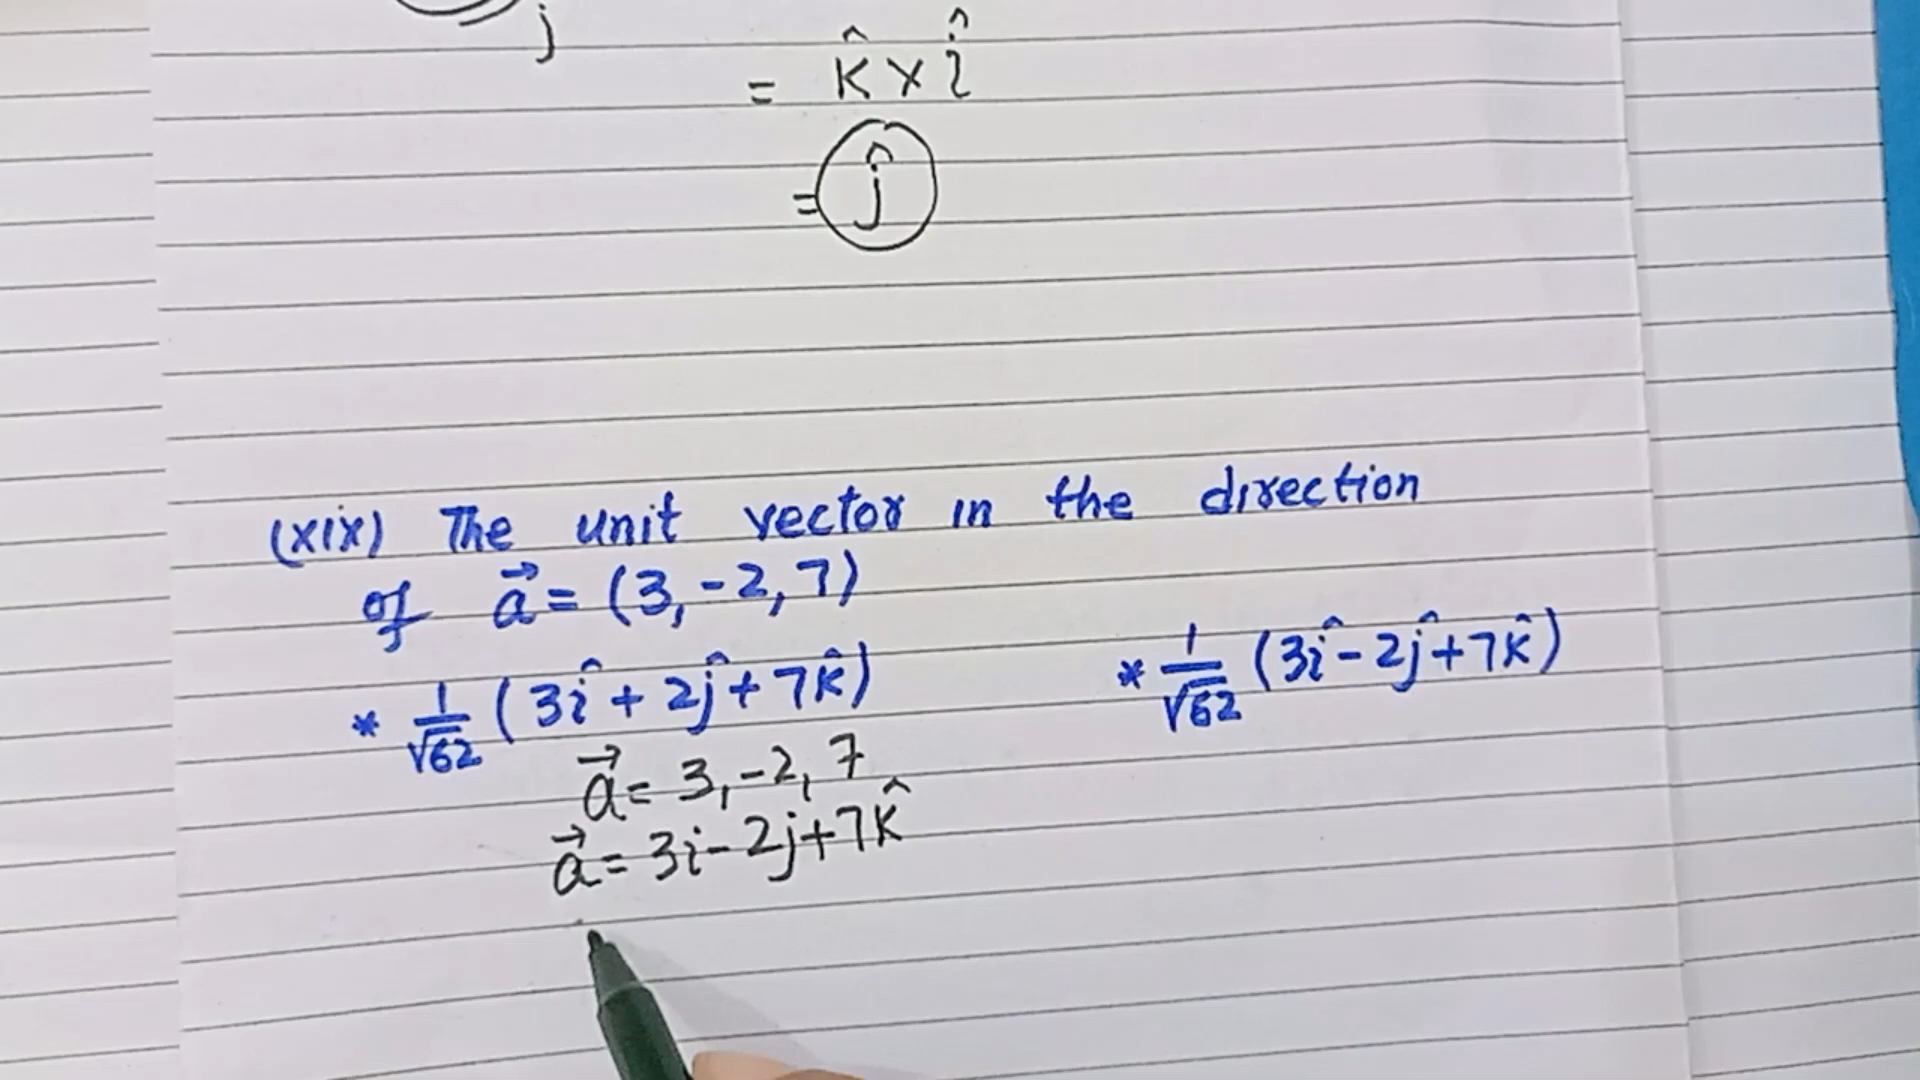 j
= k̂ × î
= ĵ
(xix) The unit vector in the direction
of a⃗ = (3, -2, 7)
* 1/√62 (3î + 2ĵ + 7k̂) * 1/√62 (3î - 2ĵ + 7k̂)
a⃗ = 3, -2, 7
a⃗ = 3i - 2j + 7k̂